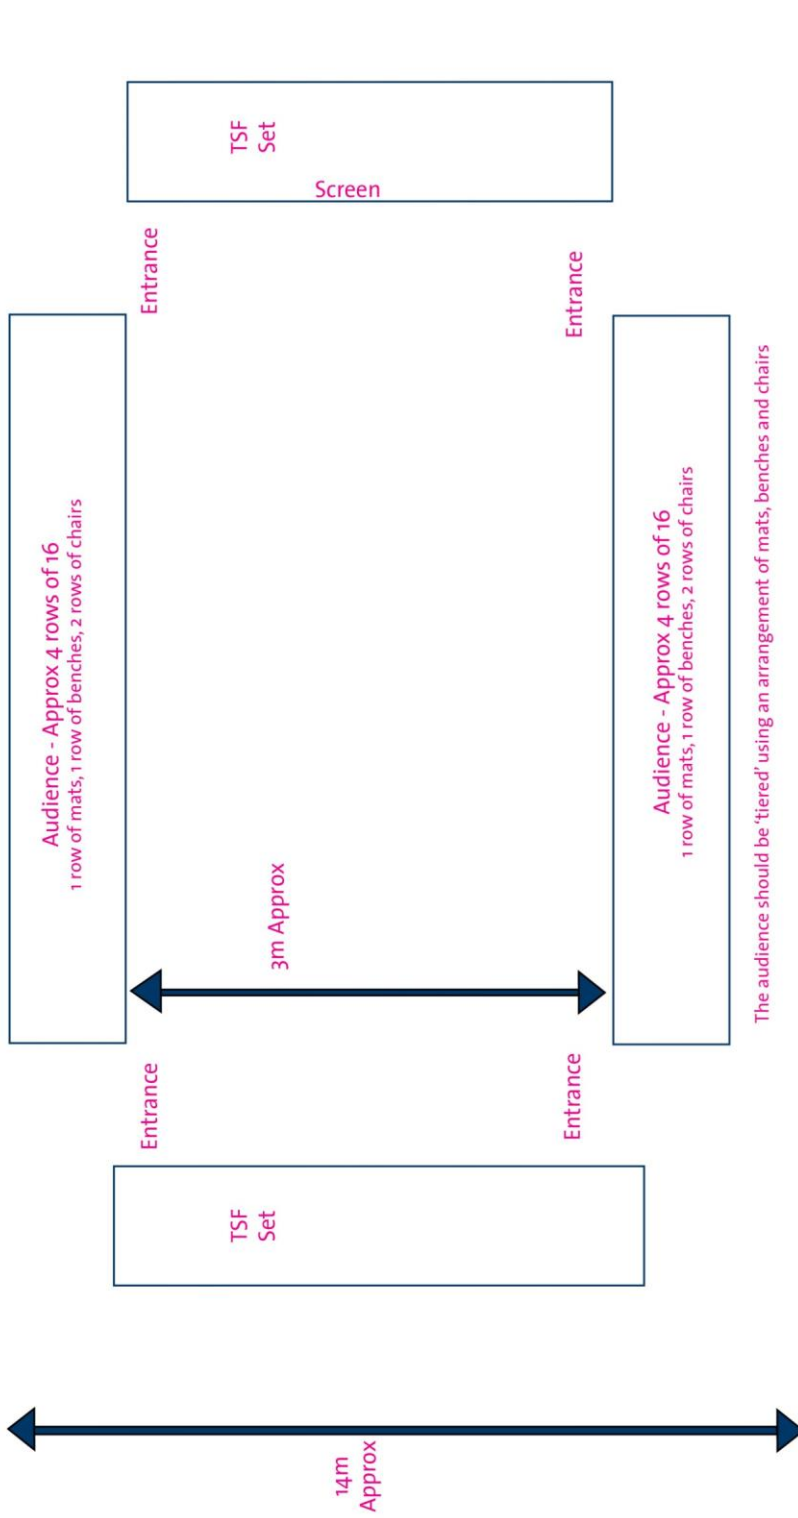 TSF
Set
Screen
Entrance
Entrance
Audience - Approx 4 rows of 16
1 row of mats, 1 row of benches, 2 rows of chairs
Audience - Approx 4 rows of 16
1 row of mats, 1 row of benches, 2 rows of chairs
The audience should be ‘tiered’ using an arrangement of mats, benches and chairs
3m Approx
Entrance
Entrance
TSF
Set
14m
Approx